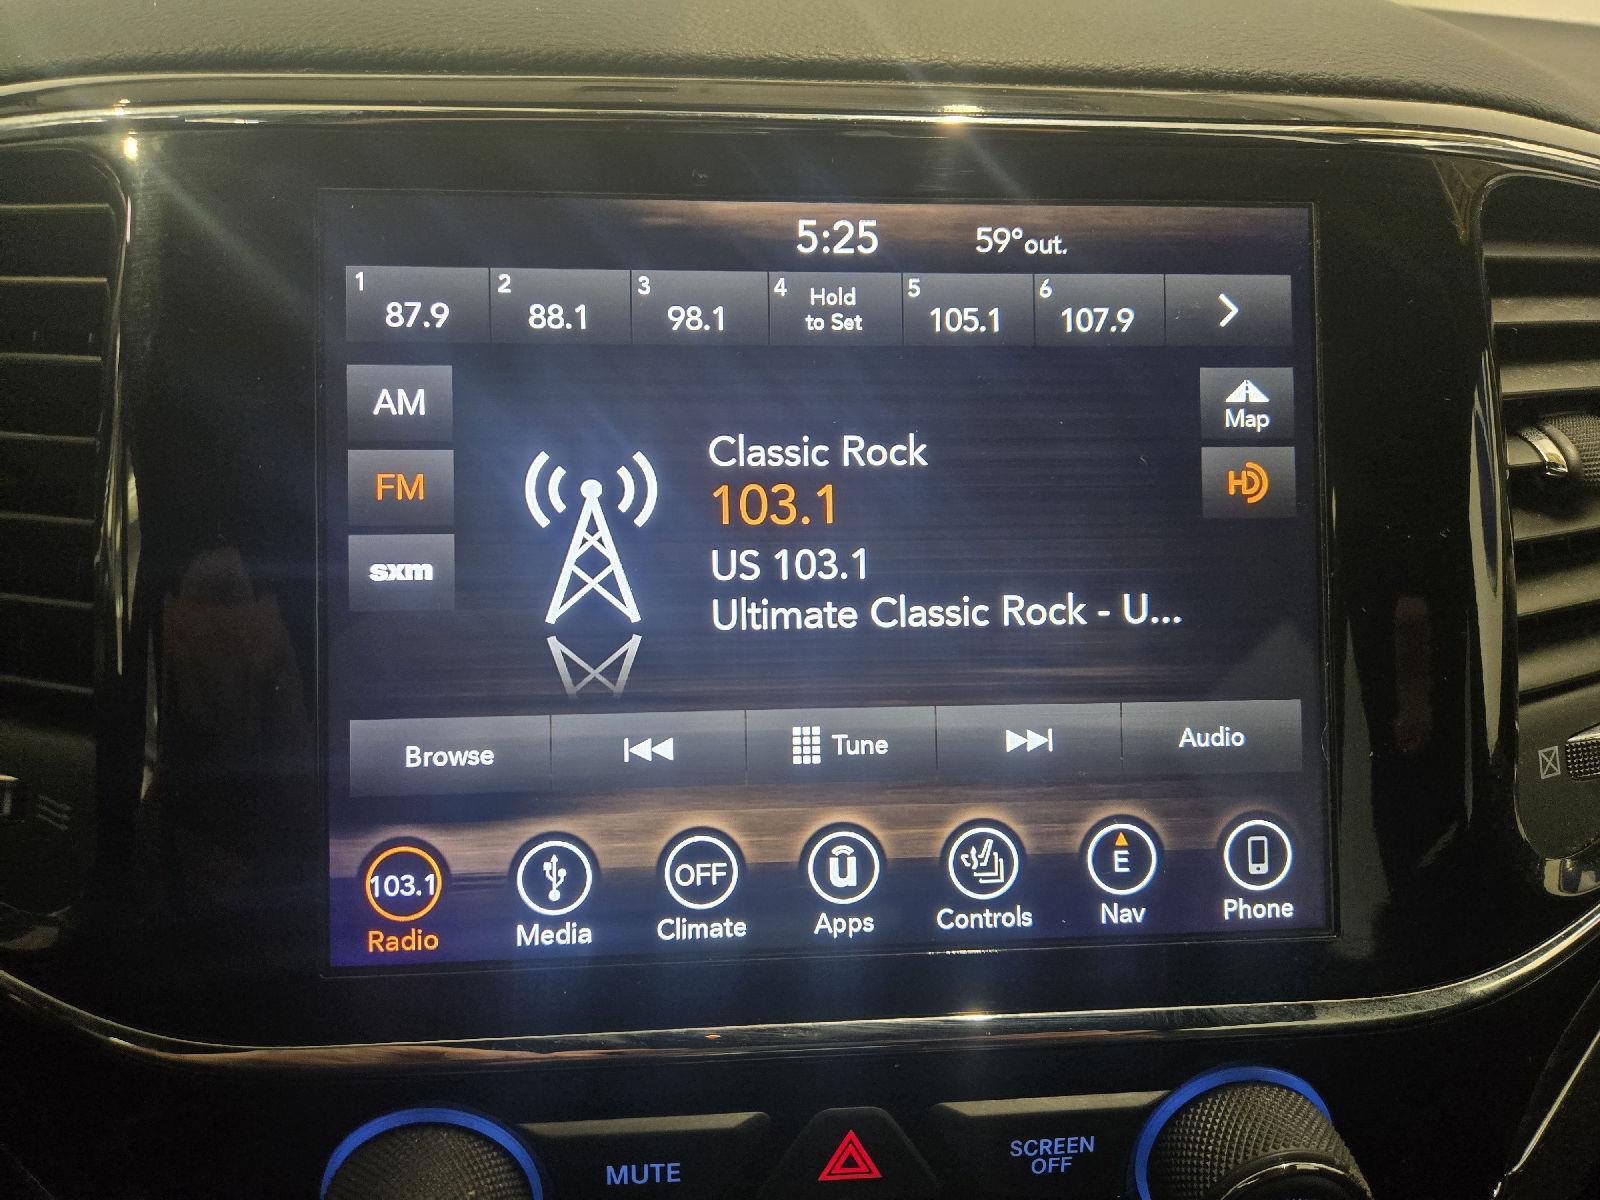 5:25 59°out.
1 87.9 2 88.1 3 98.1 4 Hold to Set 5 105.1 6 107.9
AM
Map
Classic Rock
FM
103.1
HD
US 103.1
sxm
Ultimate Classic Rock - U...
Browse Tune Audio
103.1 OFF u E
Radio Media Climate Apps Controls Nav Phone
MUTE
SCREEN
OFF